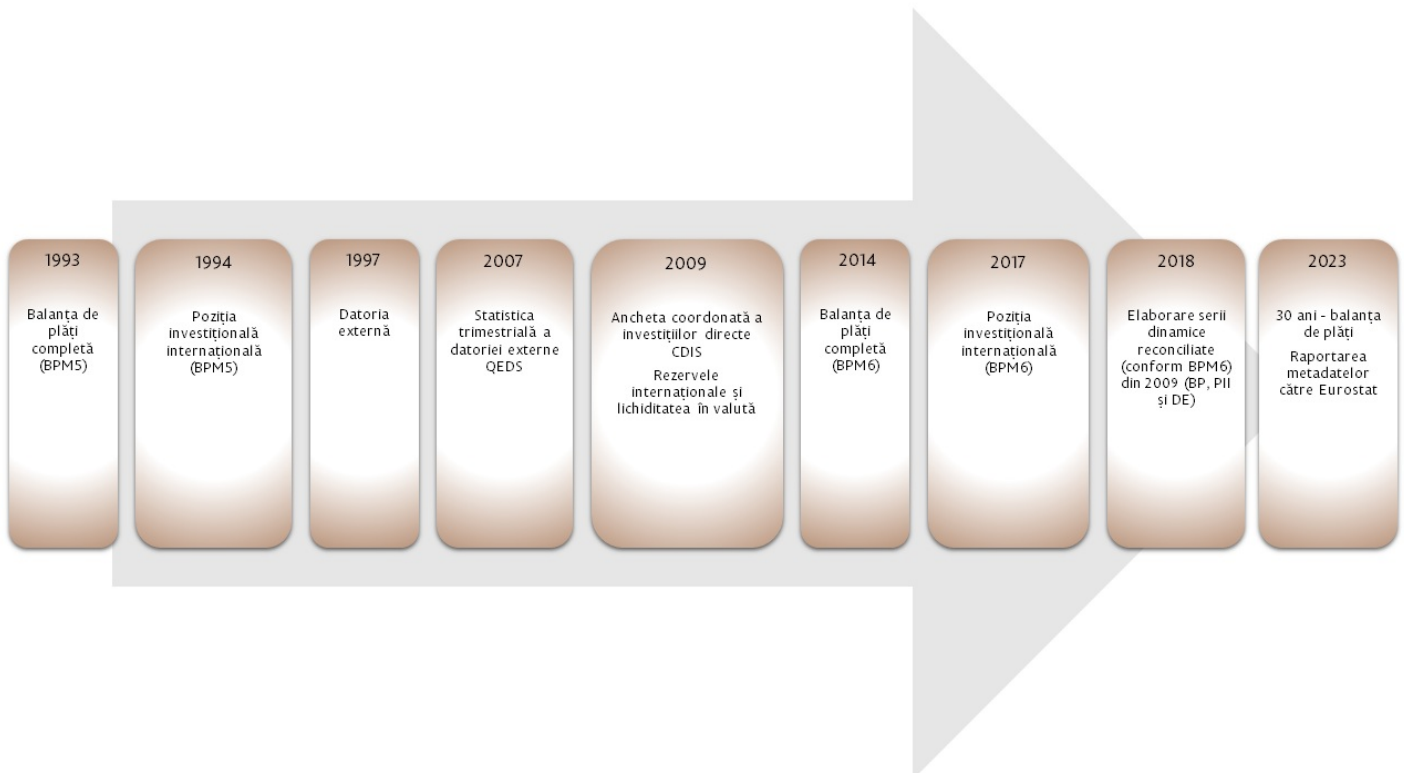 1993
Balanța de
plăți
completă
(BPM5)
1994
Poziția
investițională
internațională
(BPM5)
1997
Datoria
externă
2007
Statistica
trimestrială a
datoriei externe
QEDS
2009
Ancheta coordonată a
investițiilor directe
CDIS
Rezervele
internaționale și
lichiditatea în valută
2014
Balanța de
plăți
completă
(BPM6)
2017
Poziția
investițională
internațională
(BPM6)
2018
Elaborare serii
dinamice
reconciliate
(conform BPM6)
din 2009 (BP, PII
și DE)
2023
30 ani - balanța
de plăți
Raportarea
metadatelor
către Eurostat